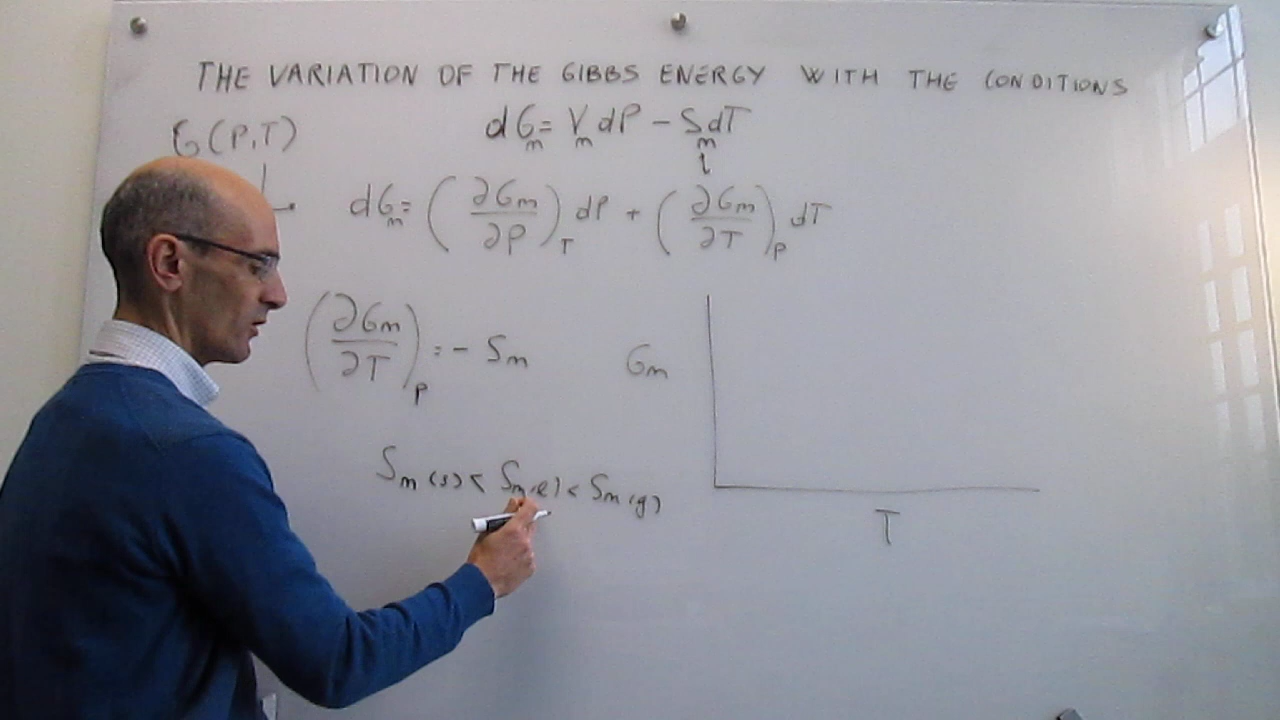 THE VARIATION OF THE GIBBS ENERGY WITH THE CONDITIONS
G(P,T)
dGm = Vm dP - Sm dT
dGm = (∂Gm/∂P)T dP + (∂Gm/∂T)P dT
(∂Gm/∂T)P = - Sm
Gm
Sm(s) < Sm(l) < Sm(g)
T